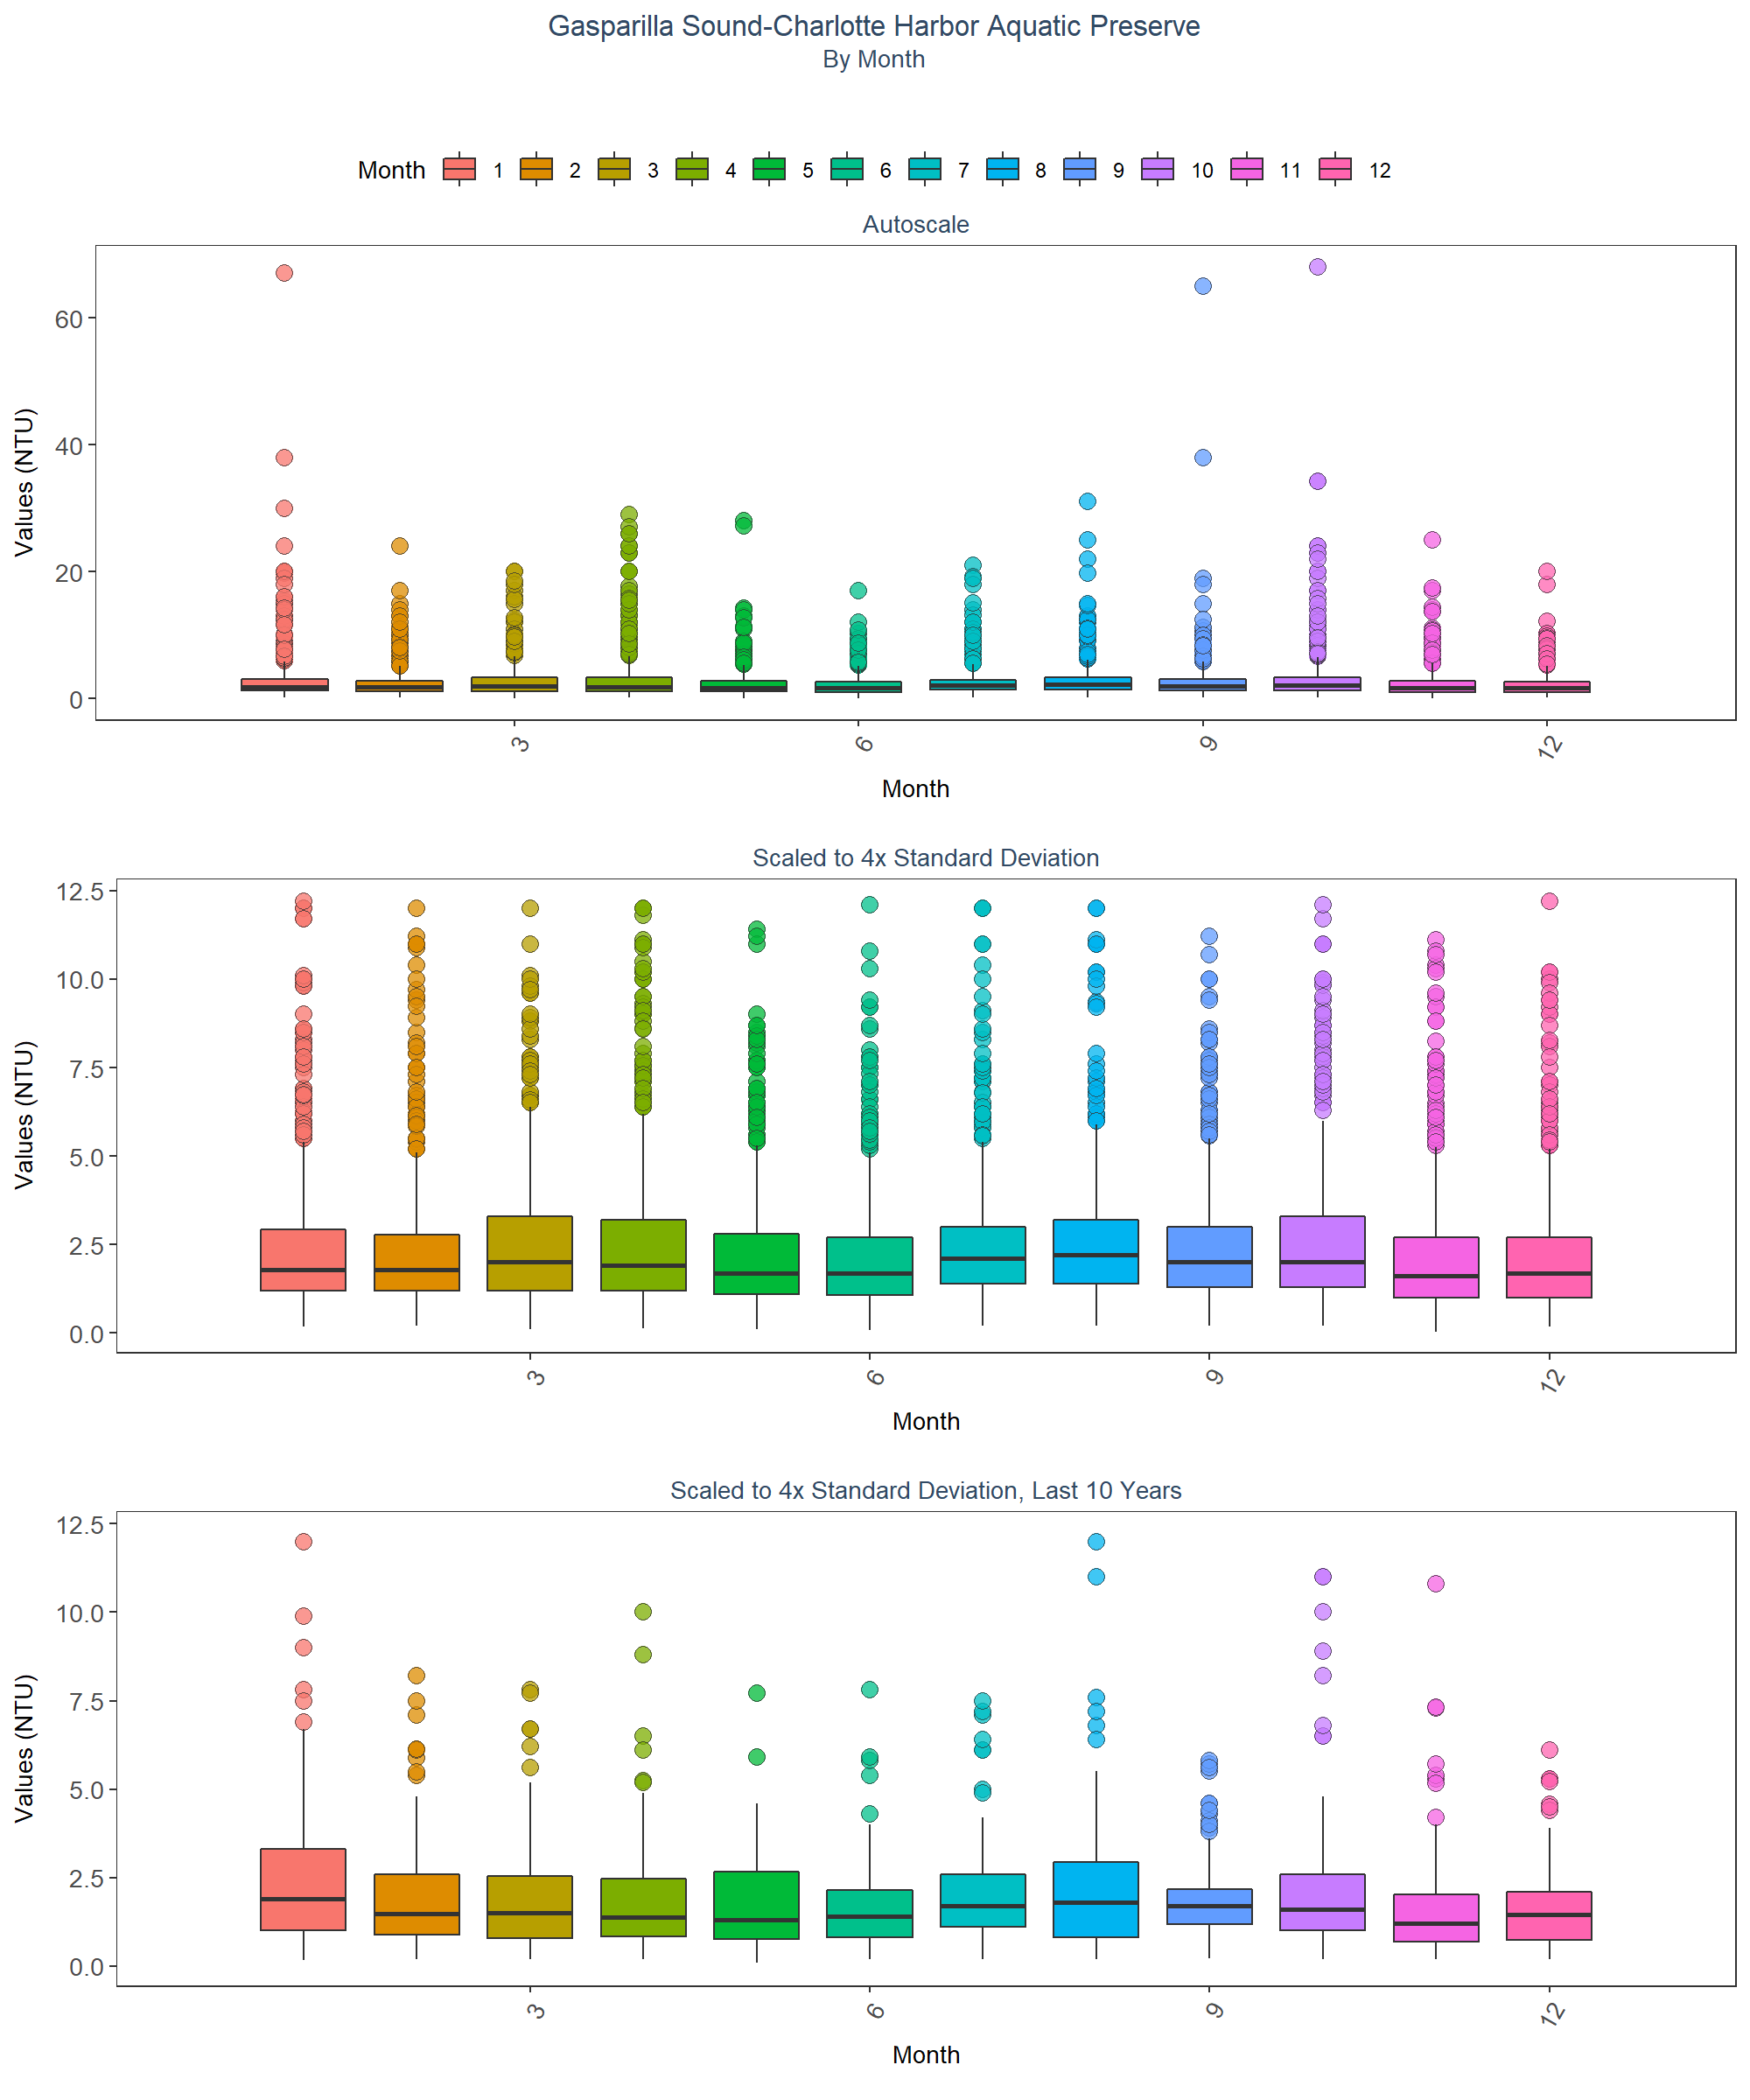 Gasparilla Sound-Charlotte Harbor Aquatic Preserve
By Month
Month 1 2 3 4 5 6 7 8 9 10 11 12
Autoscale
Values (NTU)
60
40
20
0
3 6 9 12
Month
Scaled to 4x Standard Deviation
Values (NTU)
12.5
10.0
7.5
5.0
2.5
0.0
3 6 9 12
Month
Scaled to 4x Standard Deviation, Last 10 Years
Values (NTU)
12.5
10.0
7.5
5.0
2.5
0.0
3 6 9 12
Month